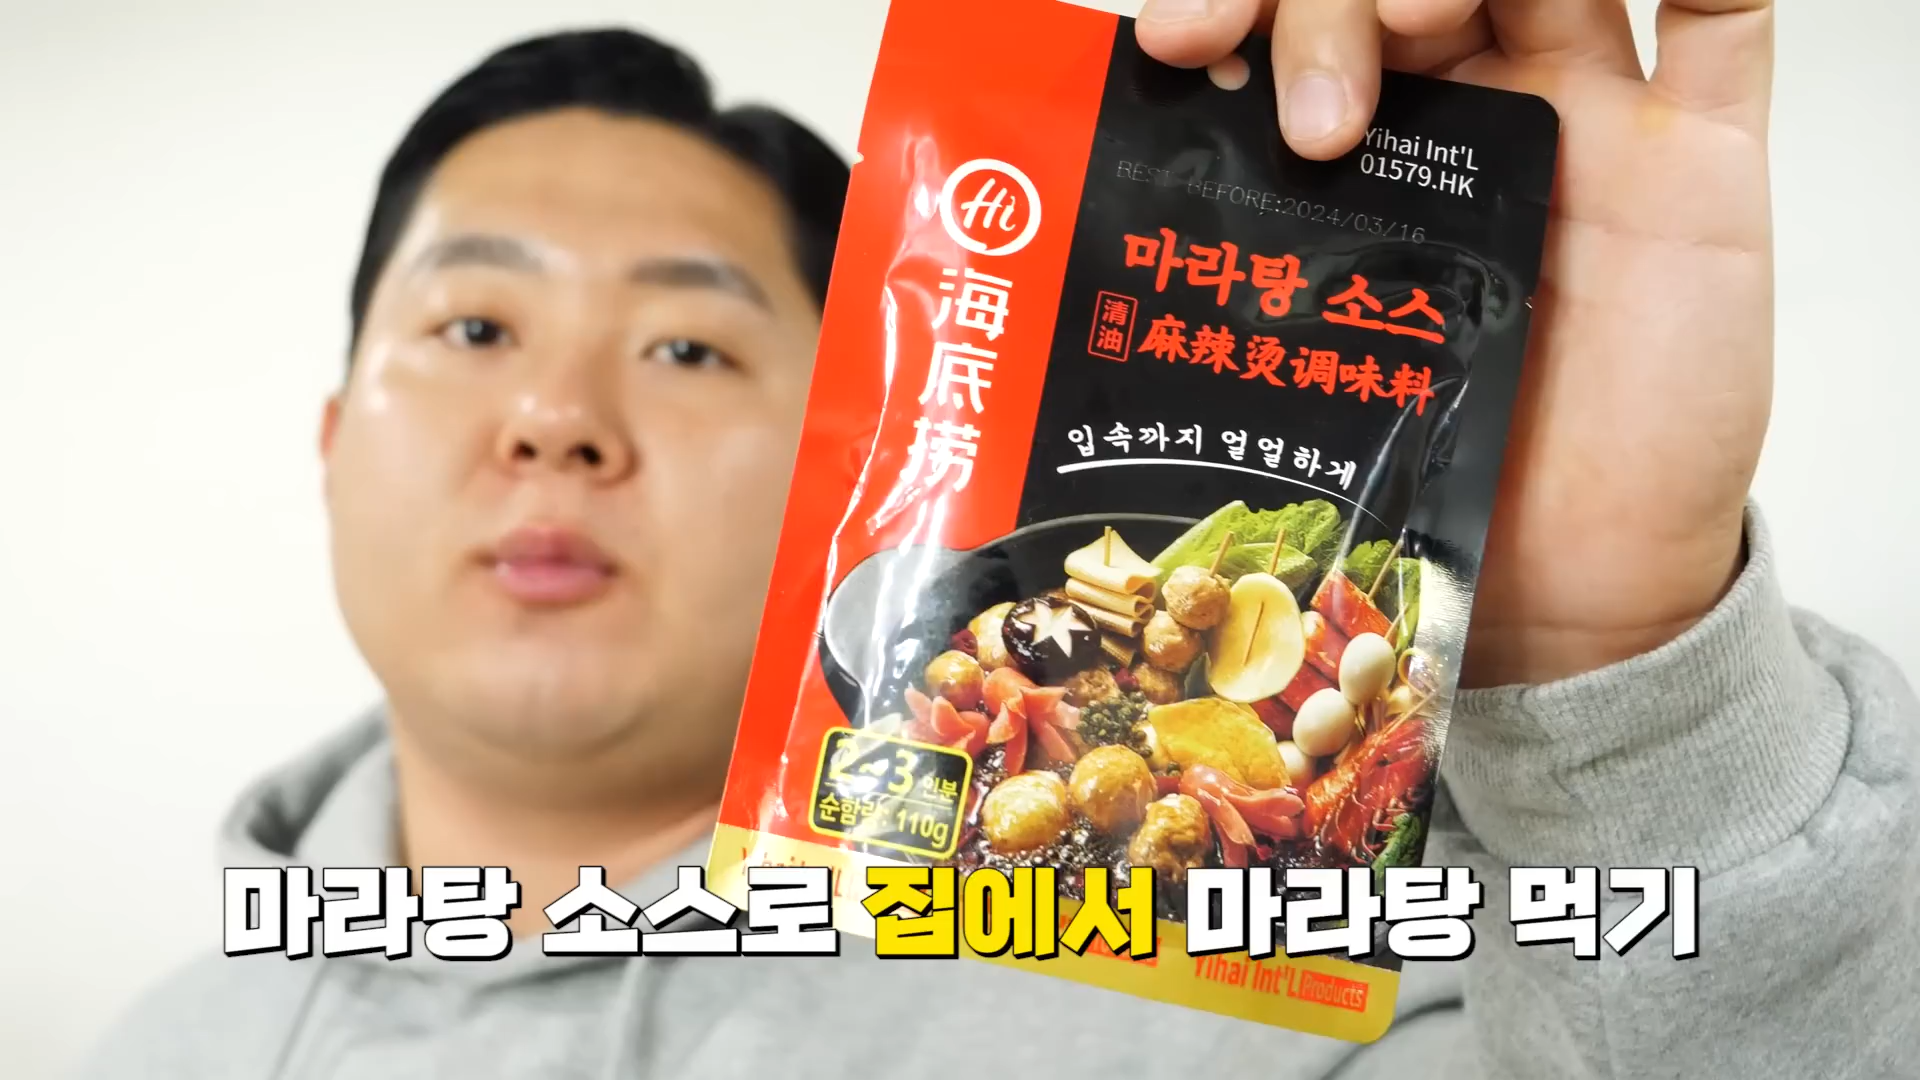 Hi
海底捞
Yihai Int'L
01579.HK
BEST BEFORE:2024/03/16
마라탕 소스
清油
麻辣烫调味料
입속까지 얼얼하게
2~3 인분
순함량: 110g
마라탕 소스로 집에서 마라탕 먹기
Yihai Int'L Products